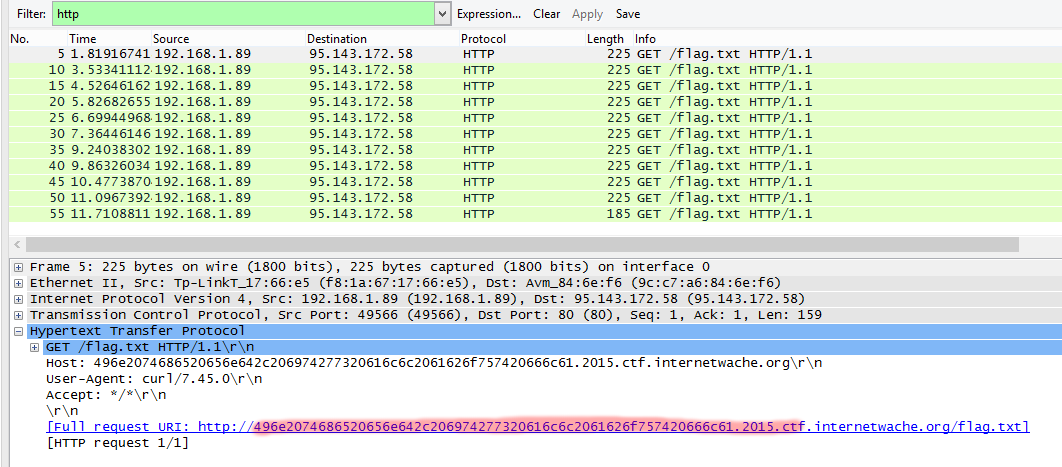 Filter: http Expression... Clear Apply Save
No. Time Source Destination Protocol Length Info
5 1.81916741 192.168.1.89 95.143.172.58 HTTP 225 GET /flag.txt HTTP/1.1
10 3.53341112 192.168.1.89 95.143.172.58 HTTP 225 GET /flag.txt HTTP/1.1
15 4.52646162 192.168.1.89 95.143.172.58 HTTP 225 GET /flag.txt HTTP/1.1
20 5.82682655 192.168.1.89 95.143.172.58 HTTP 225 GET /flag.txt HTTP/1.1
25 6.69944968 192.168.1.89 95.143.172.58 HTTP 225 GET /flag.txt HTTP/1.1
30 7.36446146 192.168.1.89 95.143.172.58 HTTP 225 GET /flag.txt HTTP/1.1
35 9.24038302 192.168.1.89 95.143.172.58 HTTP 225 GET /flag.txt HTTP/1.1
40 9.86326034 192.168.1.89 95.143.172.58 HTTP 225 GET /flag.txt HTTP/1.1
45 10.4773870 192.168.1.89 95.143.172.58 HTTP 225 GET /flag.txt HTTP/1.1
50 11.0967392 192.168.1.89 95.143.172.58 HTTP 225 GET /flag.txt HTTP/1.1
55 11.7108811 192.168.1.89 95.143.172.58 HTTP 185 GET /flag.txt HTTP/1.1
Frame 5: 225 bytes on wire (1800 bits), 225 bytes captured (1800 bits) on interface 0
Ethernet II, Src: Tp-LinkT_17:66:e5 (f8:1a:67:17:66:e5), Dst: Avm_84:6e:f6 (9c:c7:a6:84:6e:f6)
Internet Protocol Version 4, Src: 192.168.1.89 (192.168.1.89), Dst: 95.143.172.58 (95.143.172.58)
Transmission Control Protocol, Src Port: 49566 (49566), Dst Port: 80 (80), Seq: 1, Ack: 1, Len: 159
Hypertext Transfer Protocol
GET /flag.txt HTTP/1.1\r\n
Host: 496e2074686520656e642c206974277320616c6c2061626f757420666c61.2015.ctf.internetwache.org\r\n
User-Agent: curl/7.45.0\r\n
Accept: */*\r\n
\r\n
[Full request URI: http://496e2074686520656e642c206974277320616c6c2061626f757420666c61.2015.ctf.internetwache.org/flag.txt]
[HTTP request 1/1]